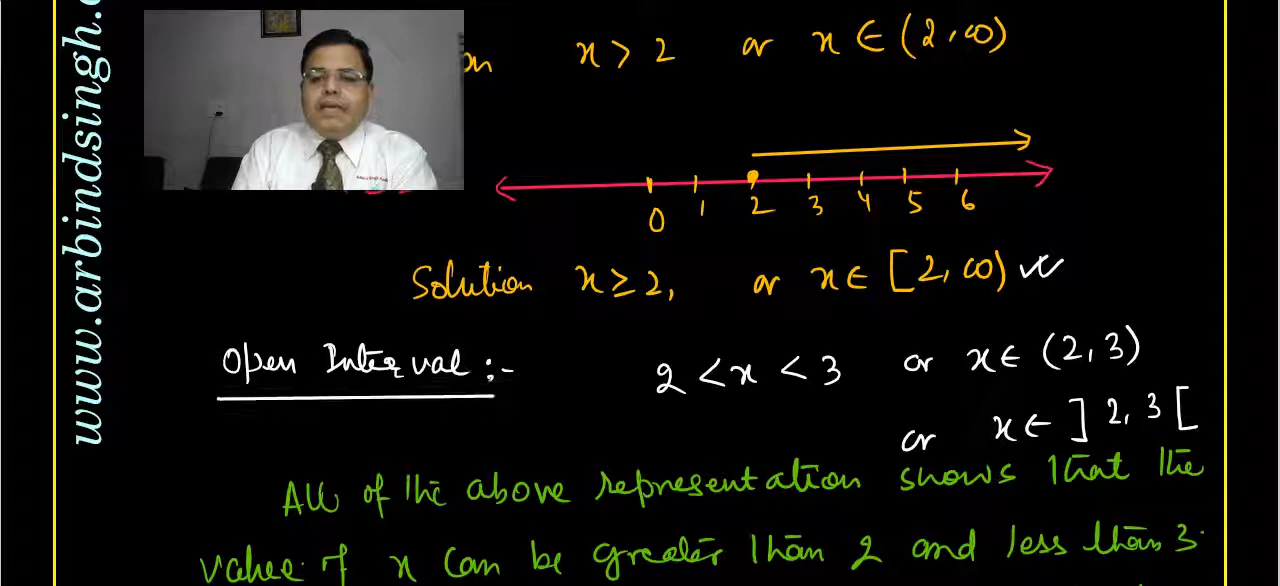 www.arbindsingh.
on x > 2 or x ∈ (2, ∞)
0 1 2 3 4 5 6
Solution x ≥ 2, or x ∈ [2, ∞)
Open Interval :- 2 < x < 3 or x ∈ (2, 3)
or x ∈ ]2, 3[
All of the above representation shows that the
value of x can be greater than 2 and less than 3.